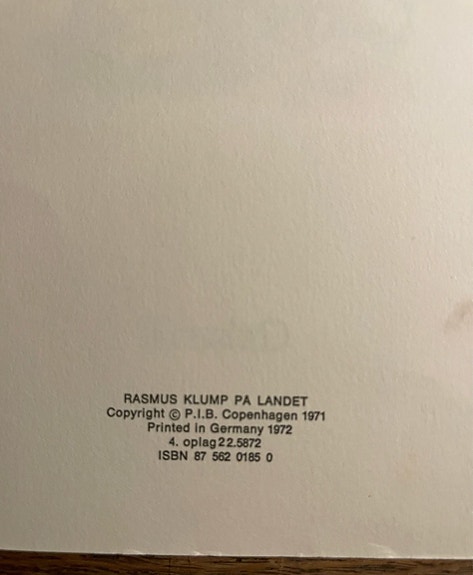 RASMUS KLUMP PA LANDET
Copyright © P.I.B. Copenhagen 1971
Printed in Germany 1972
4. oplag 22.5872
ISBN 87 562 0185 0